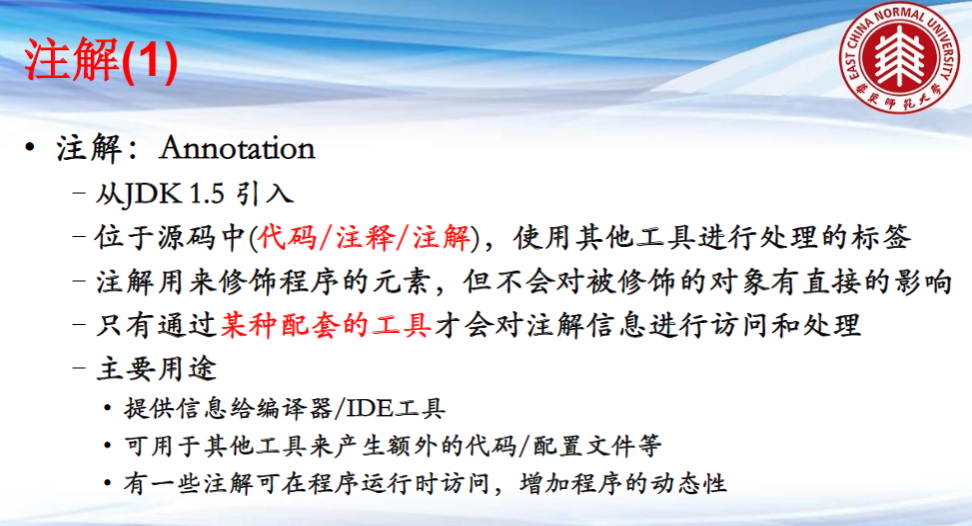 注解(1)
EAST CHINA NORMAL UNIVERSITY
華東師範大學
• 注解：Annotation
– 从JDK 1.5 引入
– 位于源码中(代码/注释/注解)，使用其他工具进行处理的标签
– 注解用来修饰程序的元素，但不会对被修饰的对象有直接的影响
– 只有通过某种配套的工具才会对注解信息进行访问和处理
– 主要用途
• 提供信息给编译器/IDE工具
• 可用于其他工具来产生额外的代码/配置文件等
• 有一些注解可在程序运行时访问，增加程序的动态性